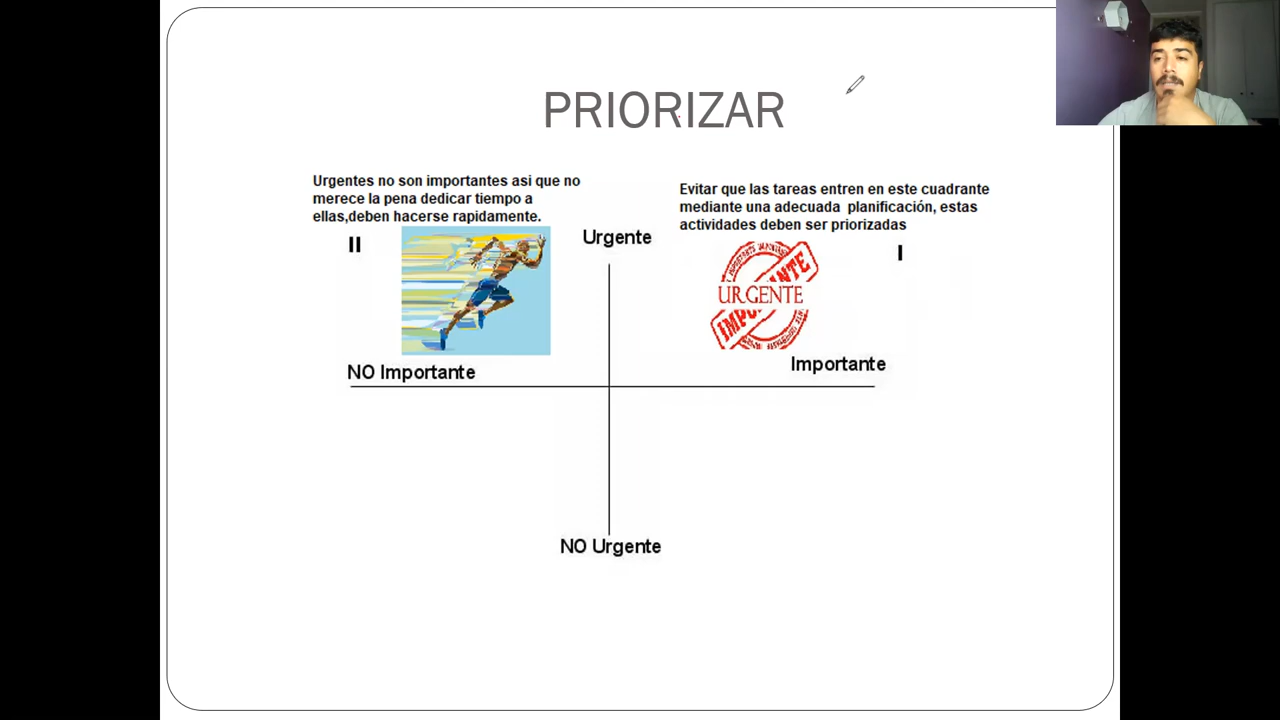 PRIORIZAR
Urgentes no son importantes asi que no
merece la pena dedicar tiempo a
ellas,deben hacerse rapidamente.
II
Urgente
Evitar que las tareas entren en este cuadrante
mediante una adecuada planificación, estas
actividades deben ser priorizadas
I
URGENTE
NO Importante
Importante
NO Urgente